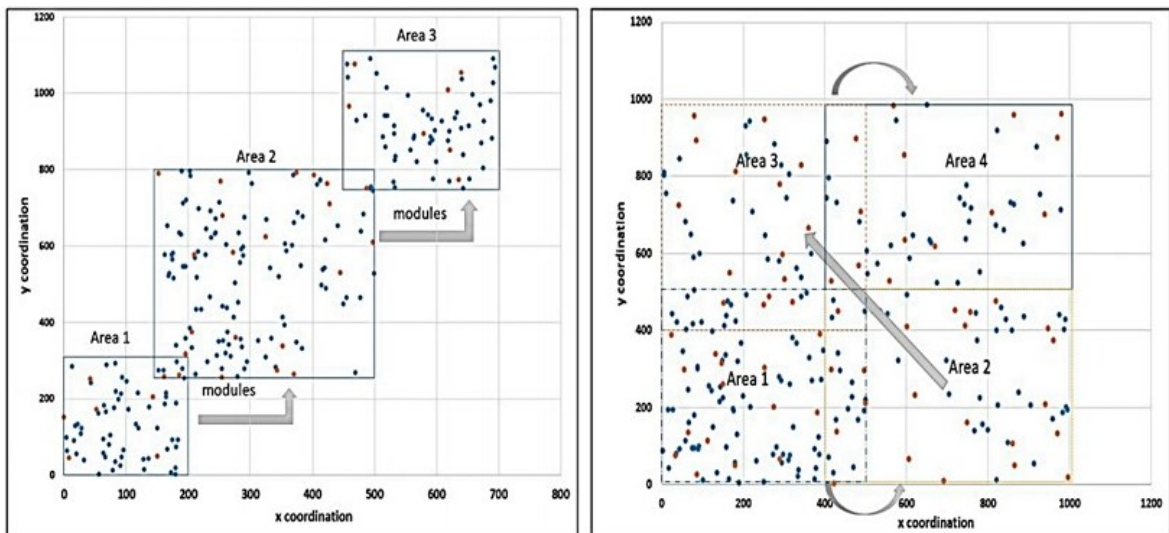 1200
1000
800
600
400
200
0
y coordination
Area 3
Area 2
modules
Area 1
modules
0 100 200 300 400 500 600 700 800
x coordination
1200
1000
800
600
400
200
0
y coordination
Area 3
Area 4
Area 2
Area 1
0 200 400 600 800 1000 1200
x coordination